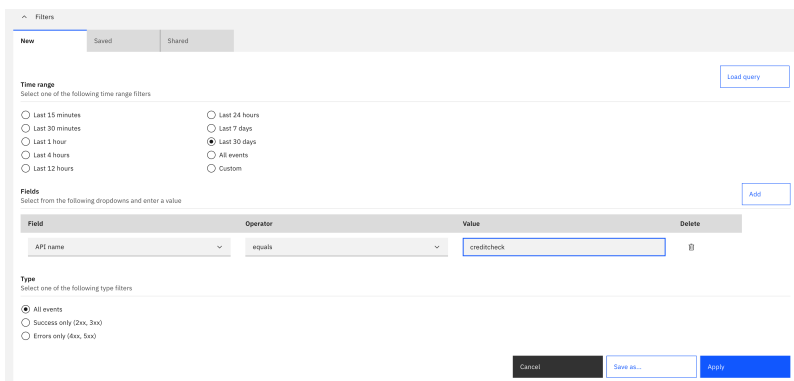 Filters
New Saved Shared
Load query
Time range
Select one of the following time range filters
Last 15 minutes Last 24 hours
Last 30 minutes Last 7 days
Last 1 hour Last 30 days
Last 4 hours All events
Last 12 hours Custom
Fields
Select from the following dropdowns and enter a value
Add
Field Operator Value Delete
API name equals creditcheck
Type
Select one of the following type filters
All events
Success only (2xx, 3xx)
Errors only (4xx, 5xx)
Cancel Save as... Apply